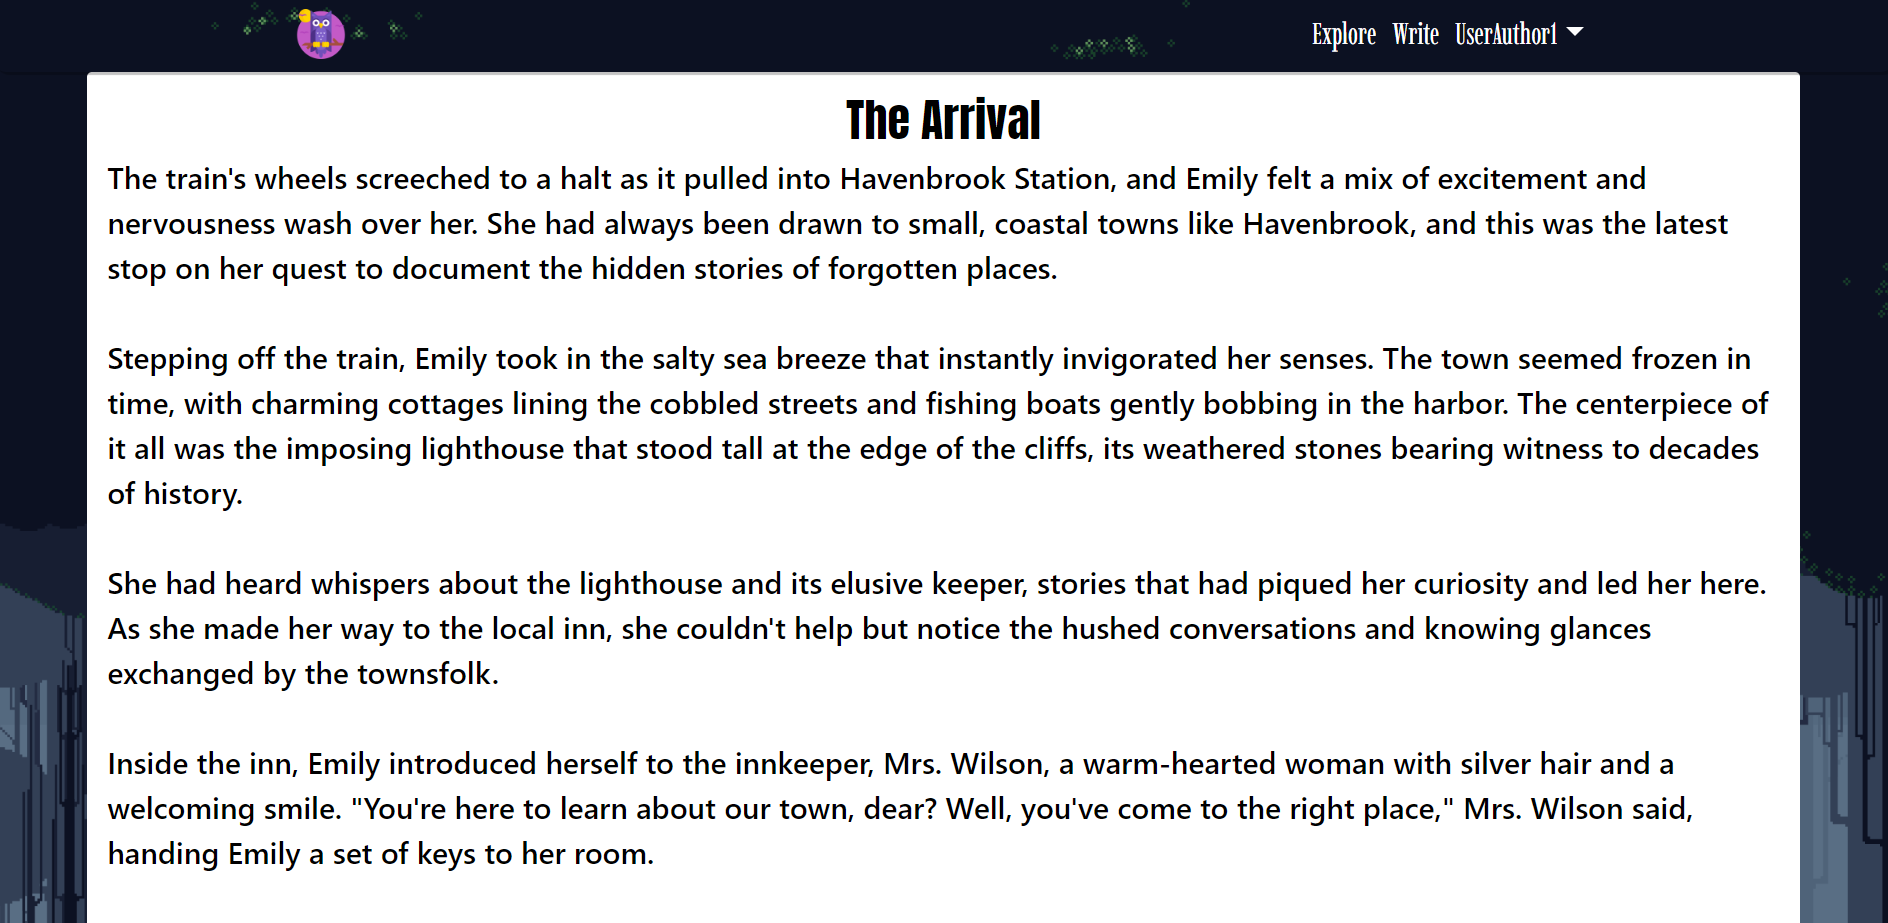 Explore Write UserAuthor1
The Arrival
The train's wheels screeched to a halt as it pulled into Havenbrook Station, and Emily felt a mix of excitement and
nervousness wash over her. She had always been drawn to small, coastal towns like Havenbrook, and this was the latest
stop on her quest to document the hidden stories of forgotten places.
Stepping off the train, Emily took in the salty sea breeze that instantly invigorated her senses. The town seemed frozen in
time, with charming cottages lining the cobbled streets and fishing boats gently bobbing in the harbor. The centerpiece of
it all was the imposing lighthouse that stood tall at the edge of the cliffs, its weathered stones bearing witness to decades
of history.
She had heard whispers about the lighthouse and its elusive keeper, stories that had piqued her curiosity and led her here.
As she made her way to the local inn, she couldn't help but notice the hushed conversations and knowing glances
exchanged by the townsfolk.
Inside the inn, Emily introduced herself to the innkeeper, Mrs. Wilson, a warm-hearted woman with silver hair and a
welcoming smile. "You're here to learn about our town, dear? Well, you've come to the right place," Mrs. Wilson said,
handing Emily a set of keys to her room.